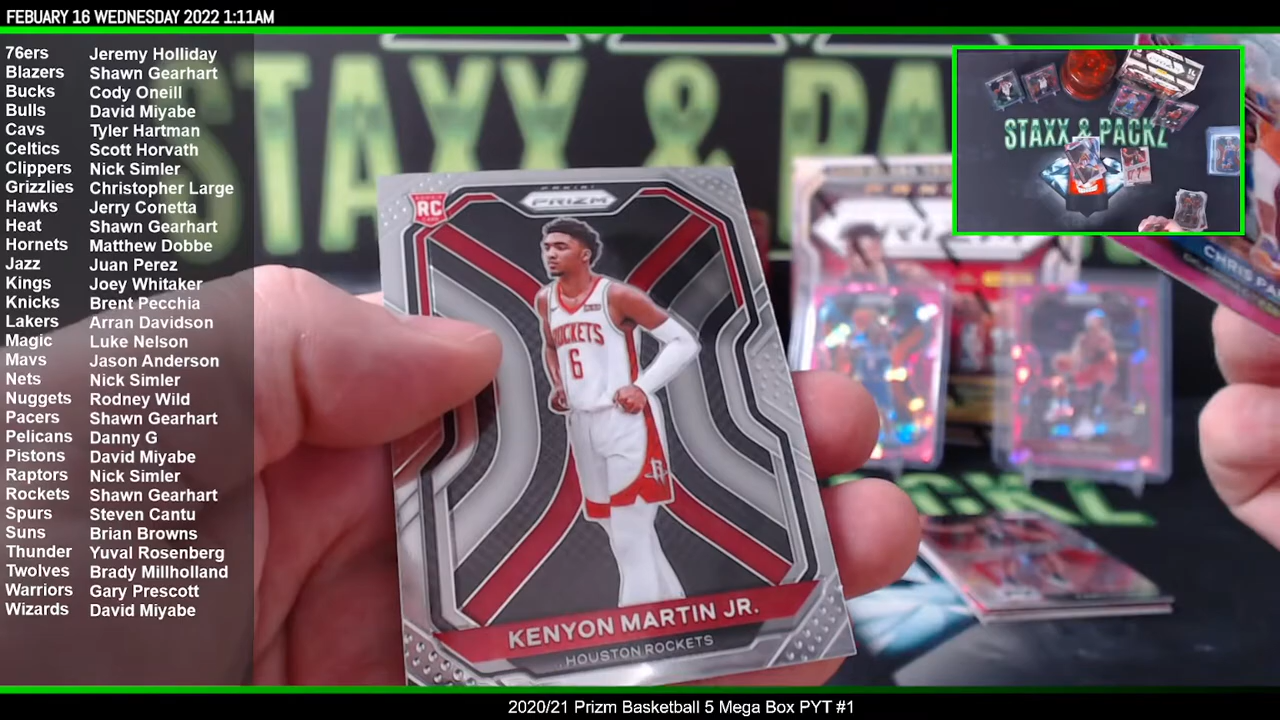 FEBUARY 16 WEDNESDAY 2022 1:11AM
76ers Jeremy Holliday
Blazers Shawn Gearhart
Bucks Cody Oneill
Bulls David Miyabe
Cavs Tyler Hartman
Celtics Scott Horvath
Clippers Nick Simler
Grizzlies Christopher Large
Hawks Jerry Conetta
Heat Shawn Gearhart
Hornets Matthew Dobbe
Jazz Juan Perez
Kings Joey Whitaker
Knicks Brent Pecchia
Lakers Arran Davidson
Magic Luke Nelson
Mavs Jason Anderson
Nets Nick Simler
Nuggets Rodney Wild
Pacers Shawn Gearhart
Pelicans Danny G
Pistons David Miyabe
Raptors Nick Simler
Rockets Shawn Gearhart
Spurs Steven Cantu
Suns Brian Browns
Thunder Yuval Rosenberg
Twolves Brady Millholland
Warriors Gary Prescott
Wizards David Miyabe
STAXX & PACK
STAXX & PACKZ
CHRIS PA
RC
PANINI
PRIZM
ROCKETS
6
R
KENYON MARTIN JR.
HOUSTON ROCKETS
2020/21 Prizm Basketball 5 Mega Box PYT #1